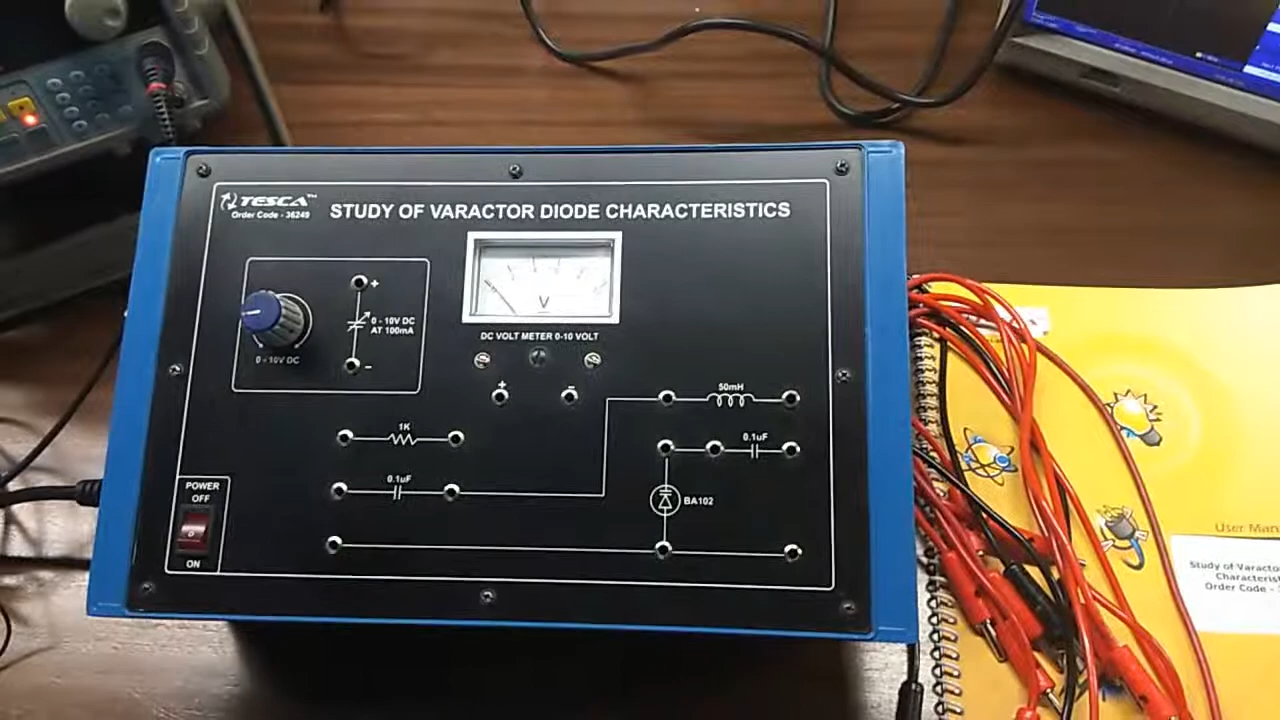 TESCA™
Order Code - 36249
STUDY OF VARACTOR DIODE CHARACTERISTICS
V
DC VOLT METER 0-10 VOLT
+
0 - 10V DC
AT 100mA
-
0 - 10V DC
+
-
50mH
1K
0.1uF
0.1uF
BA102
POWER
OFF
ON
User Man
Study of Varacto
Characterist
Order Code -